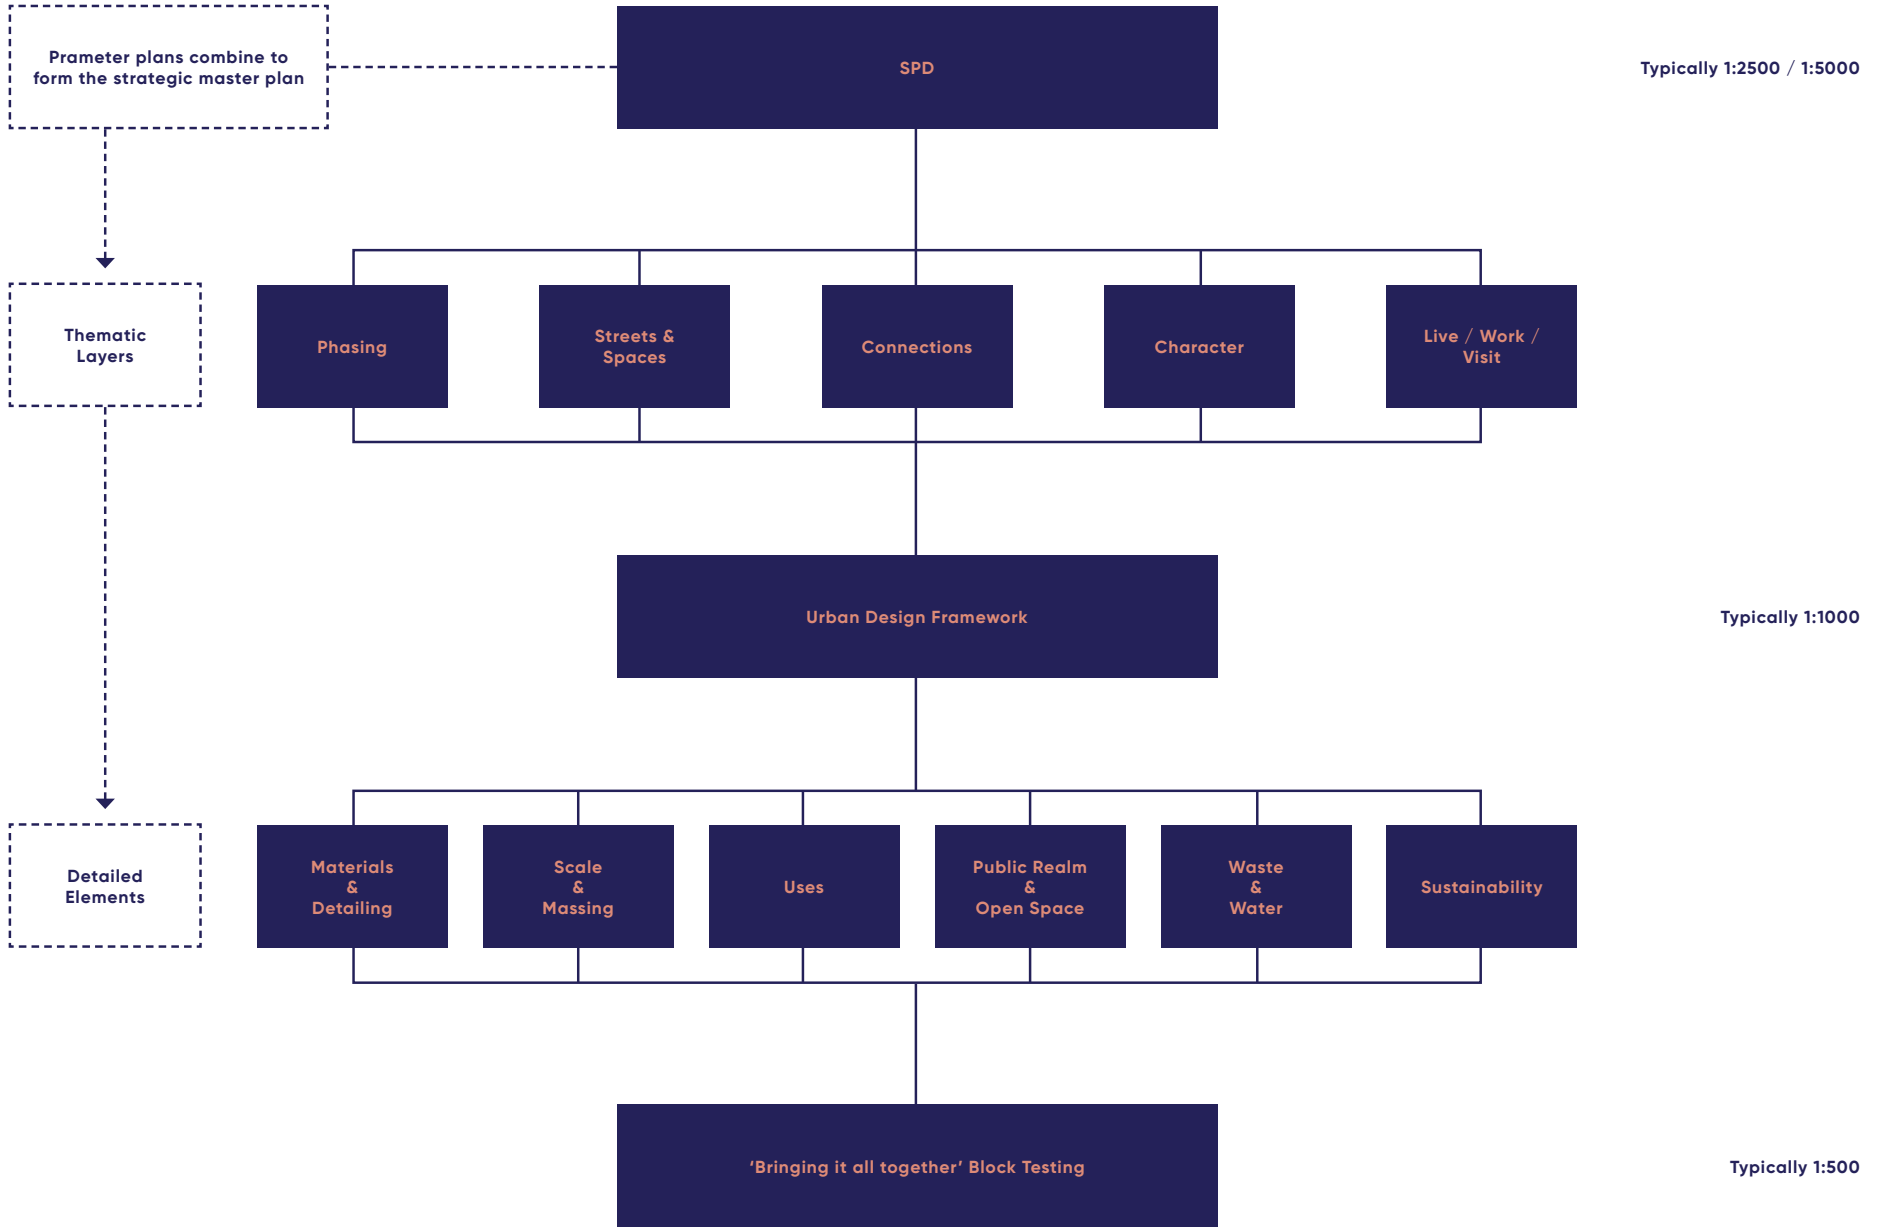 Prameter plans combine to
form the strategic master plan
SPD
Typically 1:2500 / 1:5000
Thematic
Layers
Phasing
Streets &
Spaces
Connections
Character
Live / Work /
Visit
Urban Design Framework
Typically 1:1000
Detailed
Elements
Materials
&
Detailing
Scale
&
Massing
Uses
Public Realm
&
Open Space
Waste
&
Water
Sustainability
‘Bringing it all together’ Block Testing
Typically 1:500